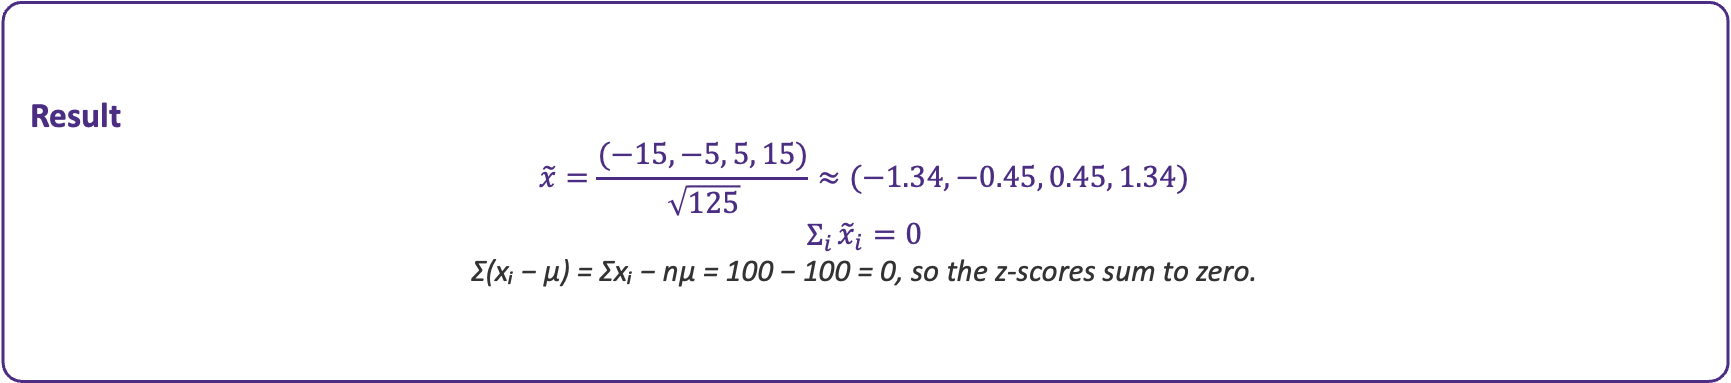 Result
x̃ = (−15, −5, 5, 15) / √125 ≈ (−1.34, −0.45, 0.45, 1.34)
Σᵢ x̃ᵢ = 0
Σ(xᵢ − μ) = Σxᵢ − nμ = 100 − 100 = 0, so the z-scores sum to zero.